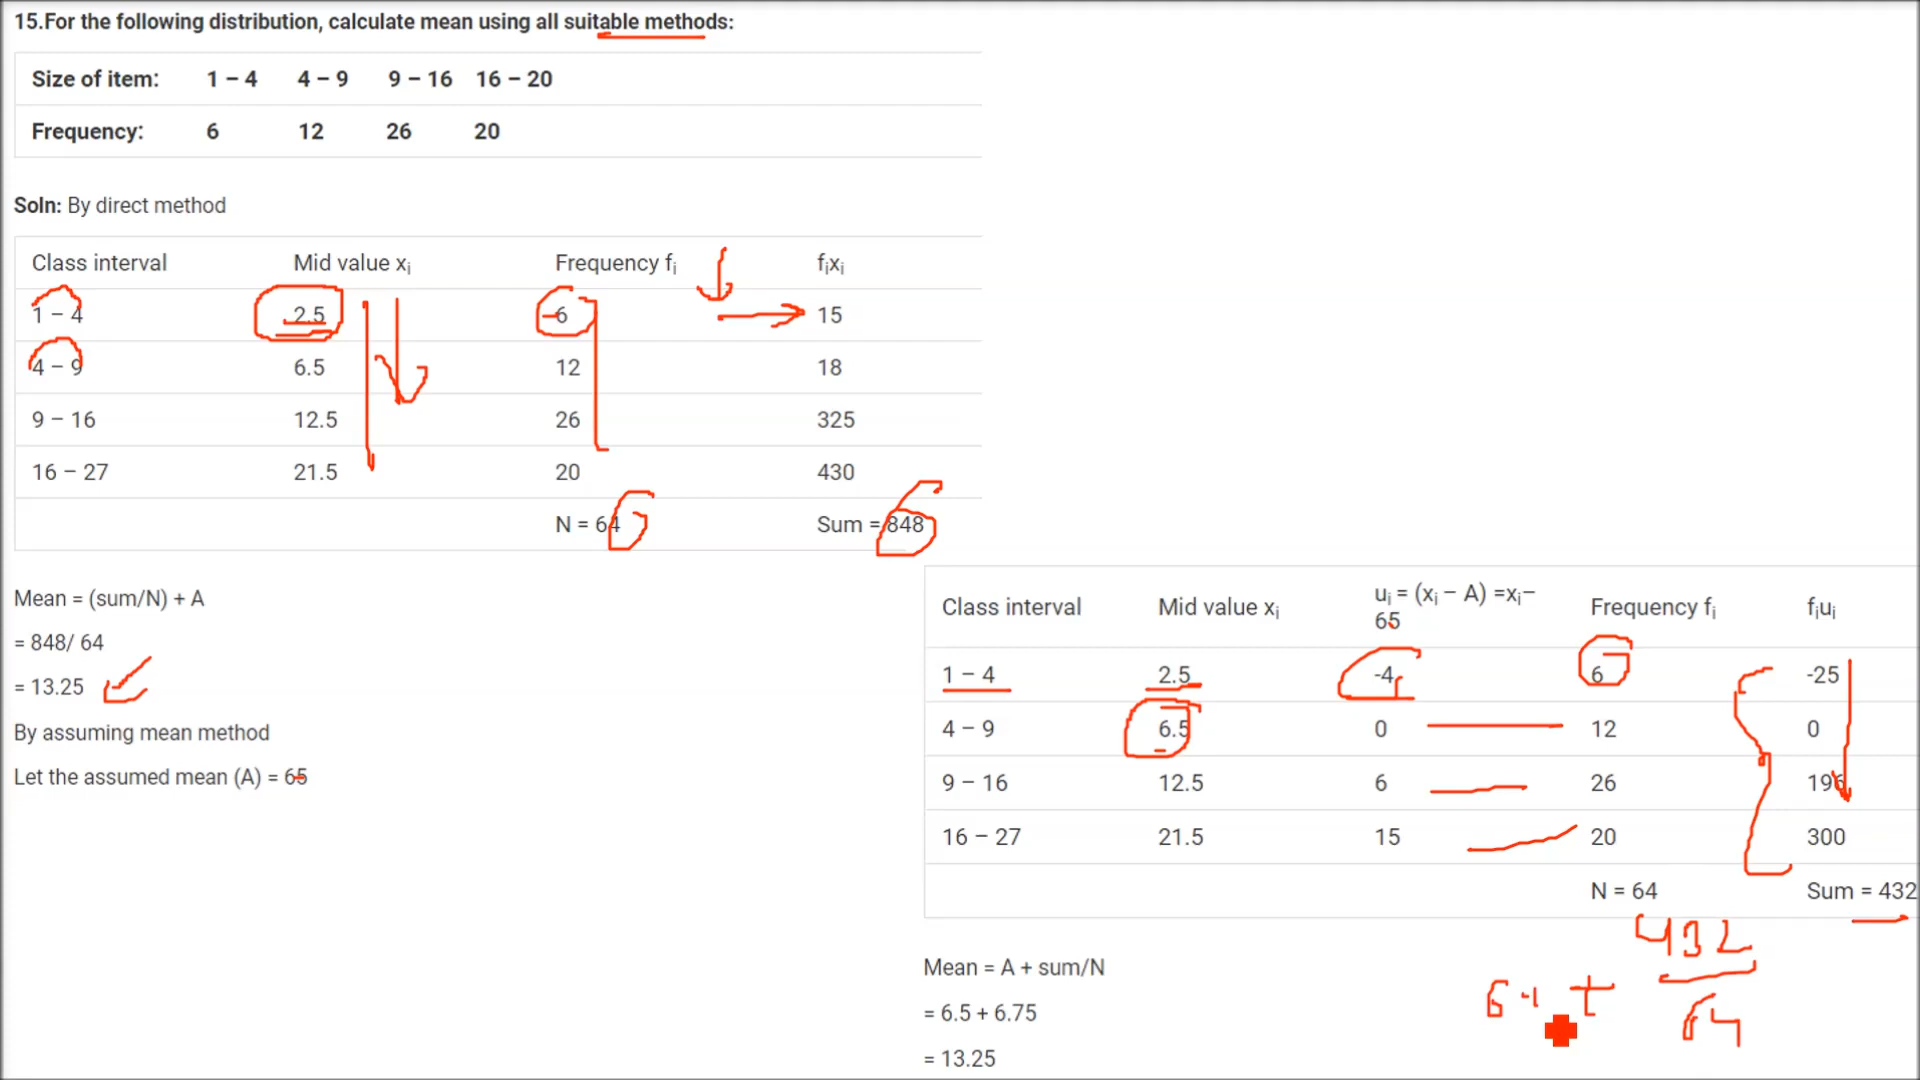 15.For the following distribution, calculate mean using all suitable methods:
Size of item: 1 – 4 4 – 9 9 – 16 16 – 20
Frequency: 6 12 26 20
Soln: By direct method
Class interval Mid value xi Frequency fi fixi
1 – 4 2.5 6 15
4 – 9 6.5 12 18
9 – 16 12.5 26 325
16 – 27 21.5 20 430
N = 64 Sum = 848
Mean = (sum/N) + A
= 848/ 64
= 13.25
By assuming mean method
Let the assumed mean (A) = 65
Class interval Mid value xi ui = (xi – A) =xi– 65 Frequency fi fiui
1 – 4 2.5 -4 6 -25
4 – 9 6.5 0 12 0
9 – 16 12.5 6 26 196
16 – 27 21.5 15 20 300
N = 64 Sum = 432
Mean = A + sum/N
= 6.5 + 6.75
= 13.25
432
64